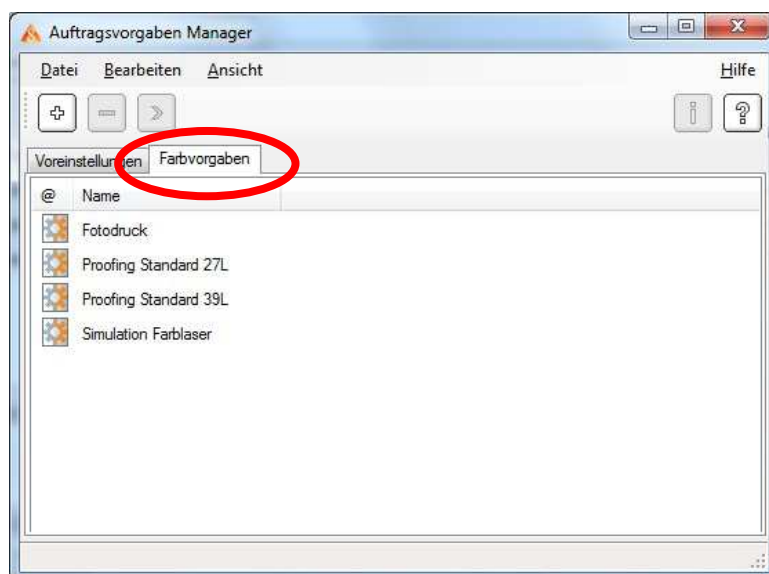 Auftragsvorgaben Manager
Datei Bearbeiten Ansicht Hilfe
Voreinstellungen Farbvorgaben
@ Name
Fotodruck
Proofing Standard 27L
Proofing Standard 39L
Simulation Farblaser